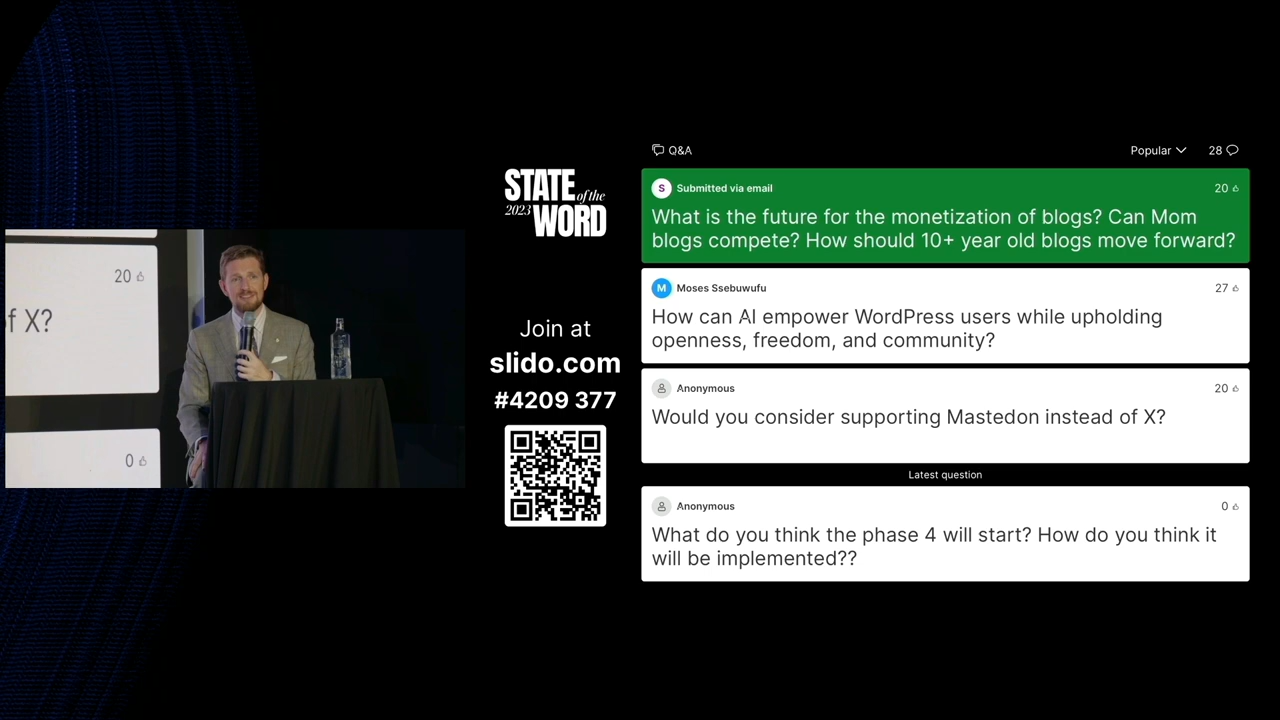 20
f X?
0
STATE of the
2023 WORD
Join at
slido.com
#4209 377
Q&A
Popular
28
S
Submitted via email
20
What is the future for the monetization of blogs? Can Mom
blogs compete? How should 10+ year old blogs move forward?
M
Moses Ssebuwufu
27
How can AI empower WordPress users while upholding
openness, freedom, and community?
Anonymous
20
Would you consider supporting Mastedon instead of X?
Latest question
Anonymous
0
What do you think the phase 4 will start? How do you think it
will be implemented??